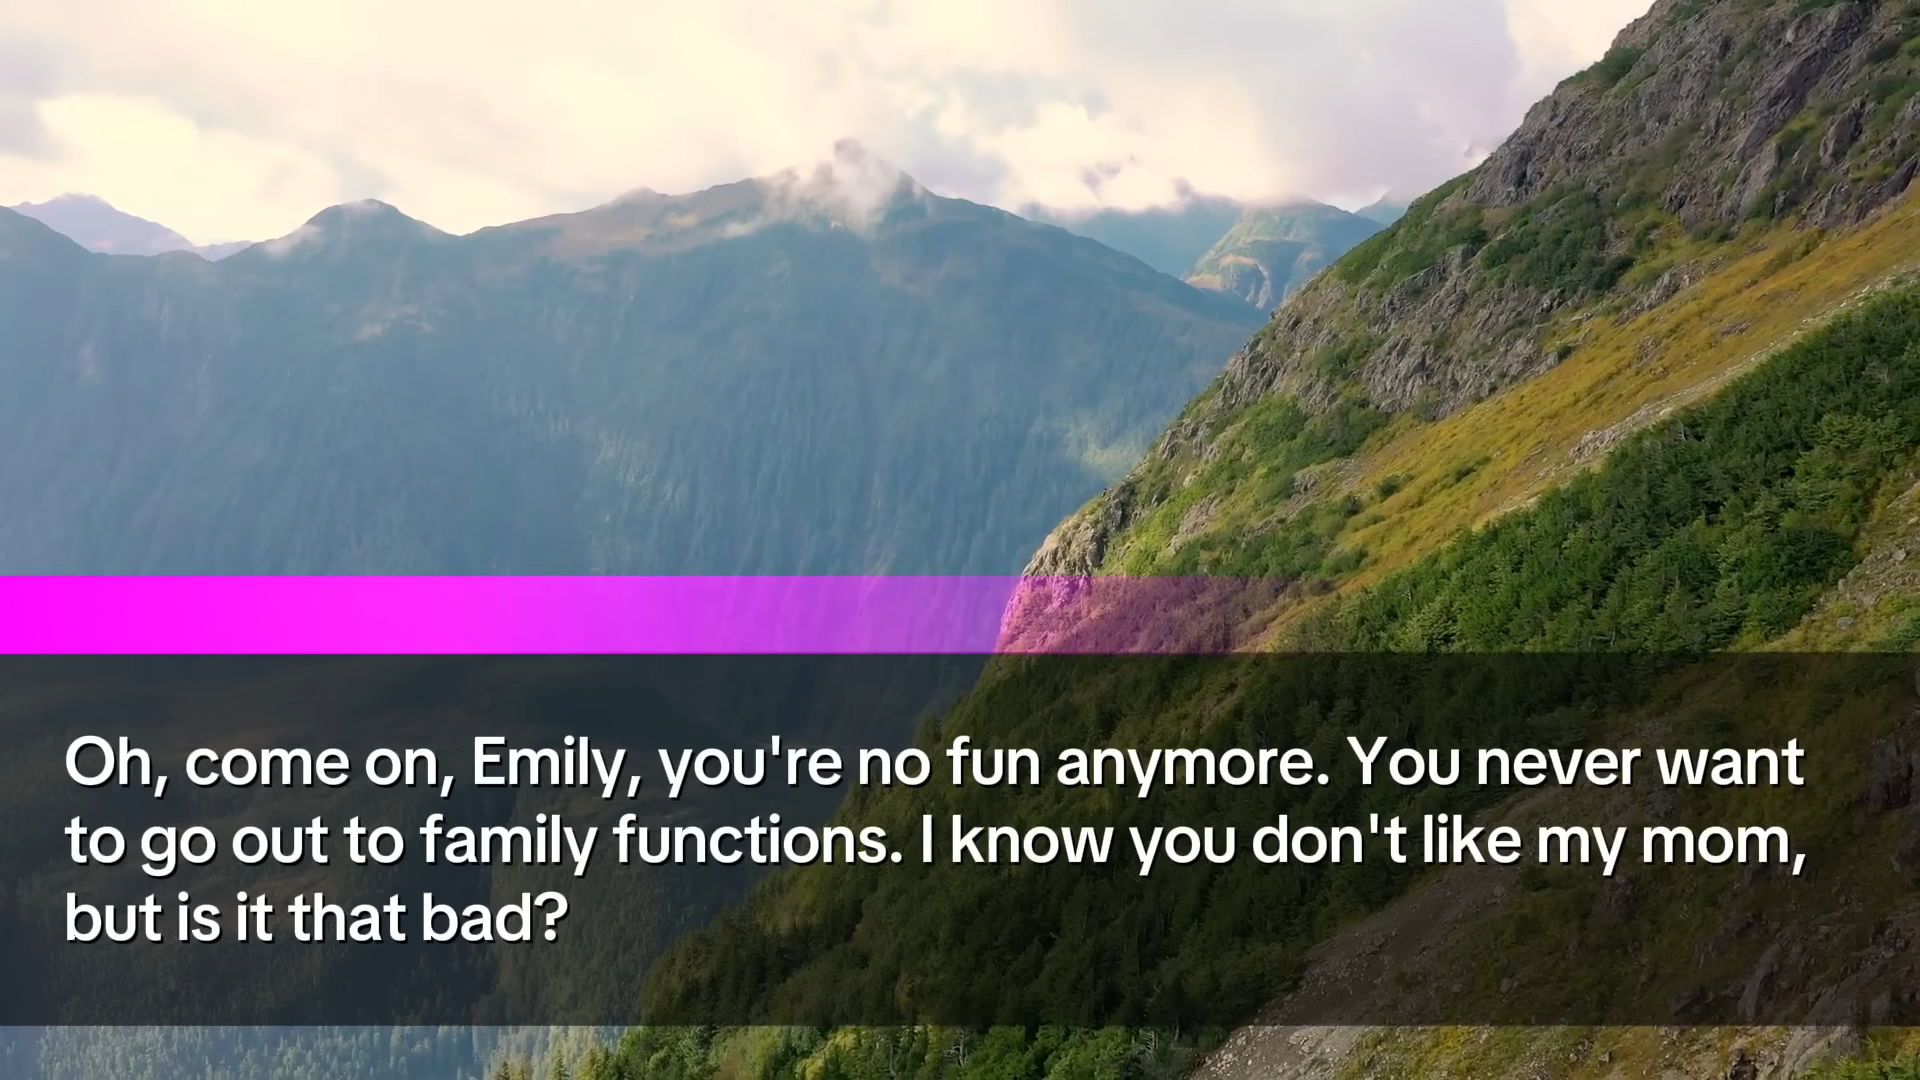 Oh, come on, Emily, you're no fun anymore. You never want
to go out to family functions. I know you don't like my mom,
but is it that bad?